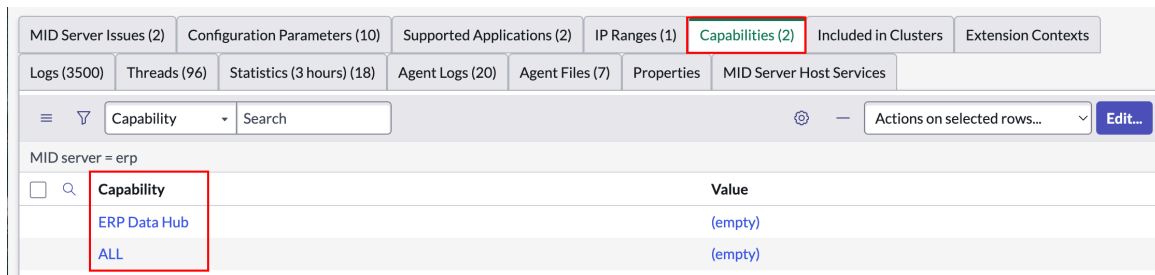 MID Server Issues (2) Configuration Parameters (10) Supported Applications (2) IP Ranges (1) Capabilities (2) Included in Clusters Extension Contexts
Logs (3500) Threads (96) Statistics (3 hours) (18) Agent Logs (20) Agent Files (7) Properties MID Server Host Services
Capability Search Actions on selected rows... Edit...
MID server = erp
Capability Value
ERP Data Hub (empty)
ALL (empty)